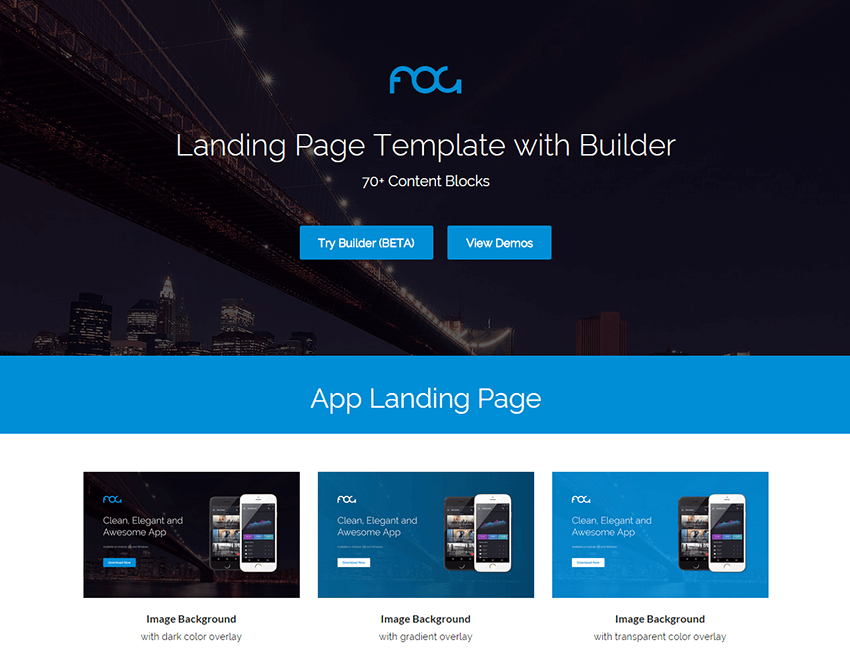 FOG
Landing Page Template with Builder
70+ Content Blocks
Try Builder (BETA) View Demos
App Landing Page
FOG
Clean, Elegant and
Awesome App
Download Now
FOG
Clean, Elegant and
Awesome App
Download Now
FOG
Clean, Elegant and
Awesome App
Download Now
Image Background
with dark color overlay
Image Background
with gradient overlay
Image Background
with transparent color overlay